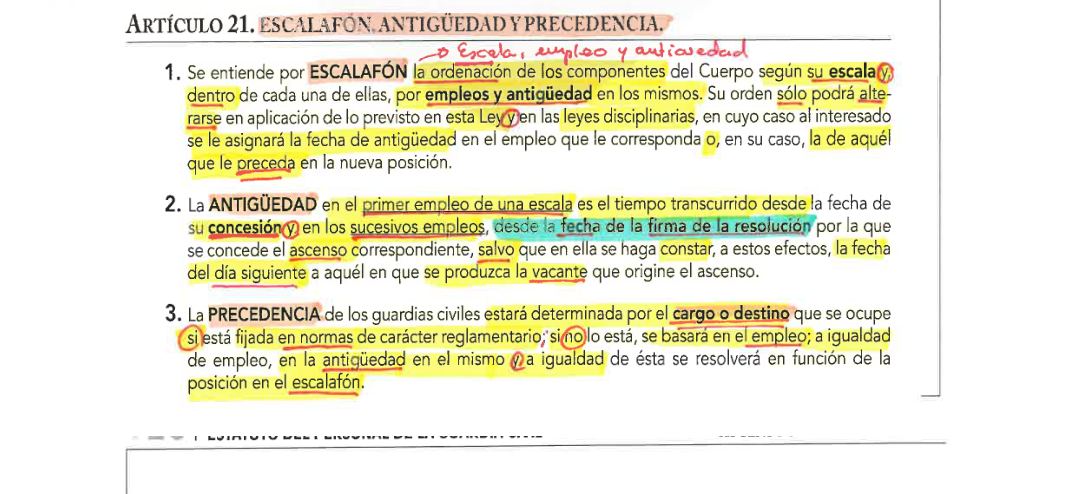 ARTÍCULO 21. ESCALAFÓN, ANTIGÜEDAD Y PRECEDENCIA.
→ Escala, empleo y antigüedad
1. Se entiende por ESCALAFÓN la ordenación de los componentes del Cuerpo según su escala y,
dentro de cada una de ellas, por empleos y antigüedad en los mismos. Su orden sólo podrá alte-
rarse en aplicación de lo previsto en esta Ley y en las leyes disciplinarias, en cuyo caso al interesado
se le asignará la fecha de antigüedad en el empleo que le corresponda o, en su caso, la de aquél
que le preceda en la nueva posición.
2. La ANTIGÜEDAD en el primer empleo de una escala es el tiempo transcurrido desde la fecha de
su concesión y, en los sucesivos empleos, desde la fecha de la firma de la resolución por la que
se concede el ascenso correspondiente, salvo que en ella se haga constar, a estos efectos, la fecha
del día siguiente a aquél en que se produzca la vacante que origine el ascenso.
3. La PRECEDENCIA de los guardias civiles estará determinada por el cargo o destino que se ocupe
si está fijada en normas de carácter reglamentario; si no lo está, se basará en el empleo; a igualdad
de empleo, en la antigüedad en el mismo y, a igualdad de ésta se resolverá en función de la
posición en el escalafón.
ESTATUTO DEL PERSONAL DE LA GUARDIA CIVIL